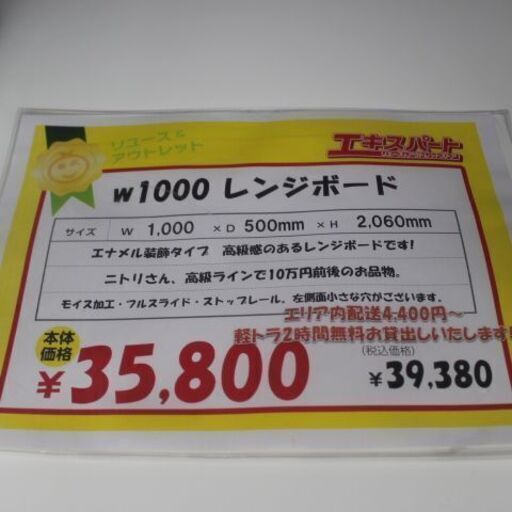 リユース &
アウトレット
エキスパート
w1000 レンジボード
サイズ W 1,000 ×D 500mm ×H 2,060mm
エナメル装飾タイプ 高級感のあるレンジボードです!
ニトリさん、高級ラインで10万円前後のお品物。
モイス加工・フルスライド・ストップレール。左側面小さな穴がございます。
エリア内配送4,400円～
軽トラ2時間無料お貸出しいたします!
本体
価格
¥35,800
(税込価格)
¥39,380